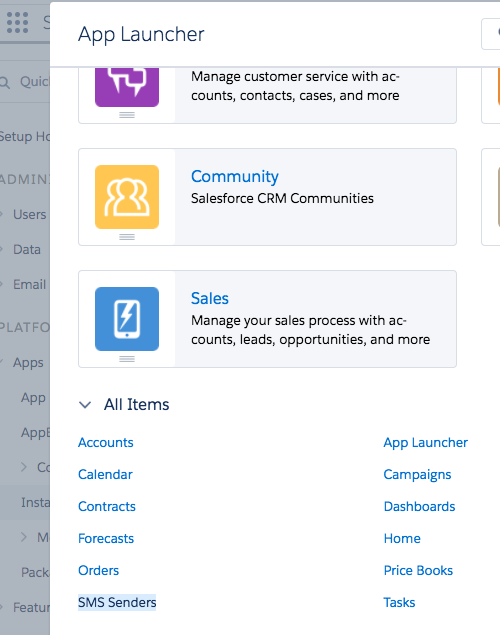 App Launcher
Manage customer service with ac-
counts, contacts, cases, and more
Community
Salesforce CRM Communities
Sales
Manage your sales process with ac-
counts, leads, opportunities, and more
All Items
Accounts
App Launcher
Calendar
Campaigns
Contracts
Dashboards
Forecasts
Home
Orders
Price Books
SMS Senders
Tasks
S
Quic
Setup Ho
ADMIN
Users
Data
Email
PLATFO
Apps
App
AppE
Co
Insta
M
Pack
Featur